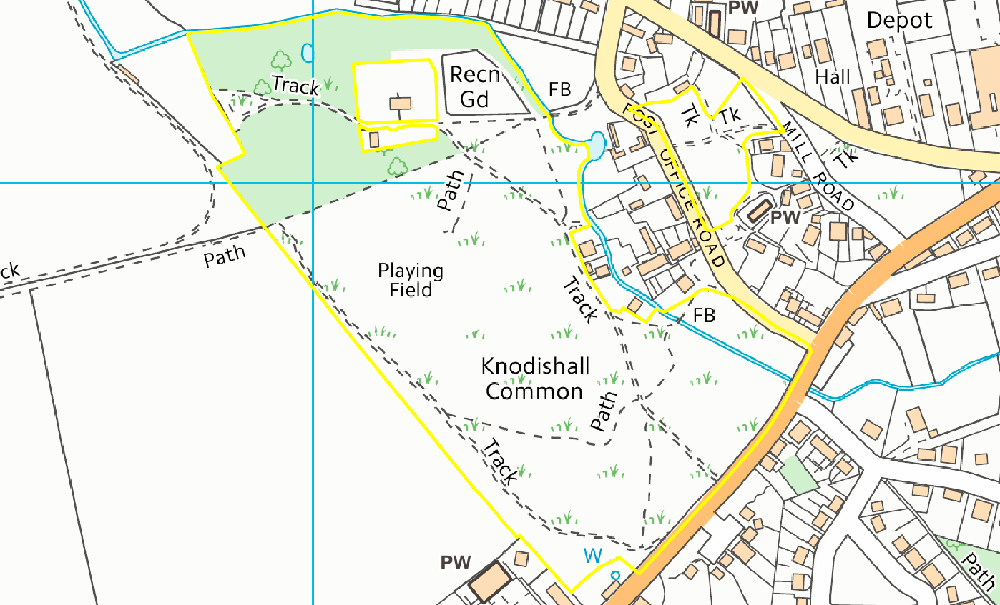 PW
Depot
Recn
Gd
Hall
Track
FB
Tk
Tk
POST OFFICE ROAD
MILL ROAD
Tk
Path
PW
Path
ck
Playing
Field
Track
FB
Knodishall
Common
Path
Track
PW
W
Path